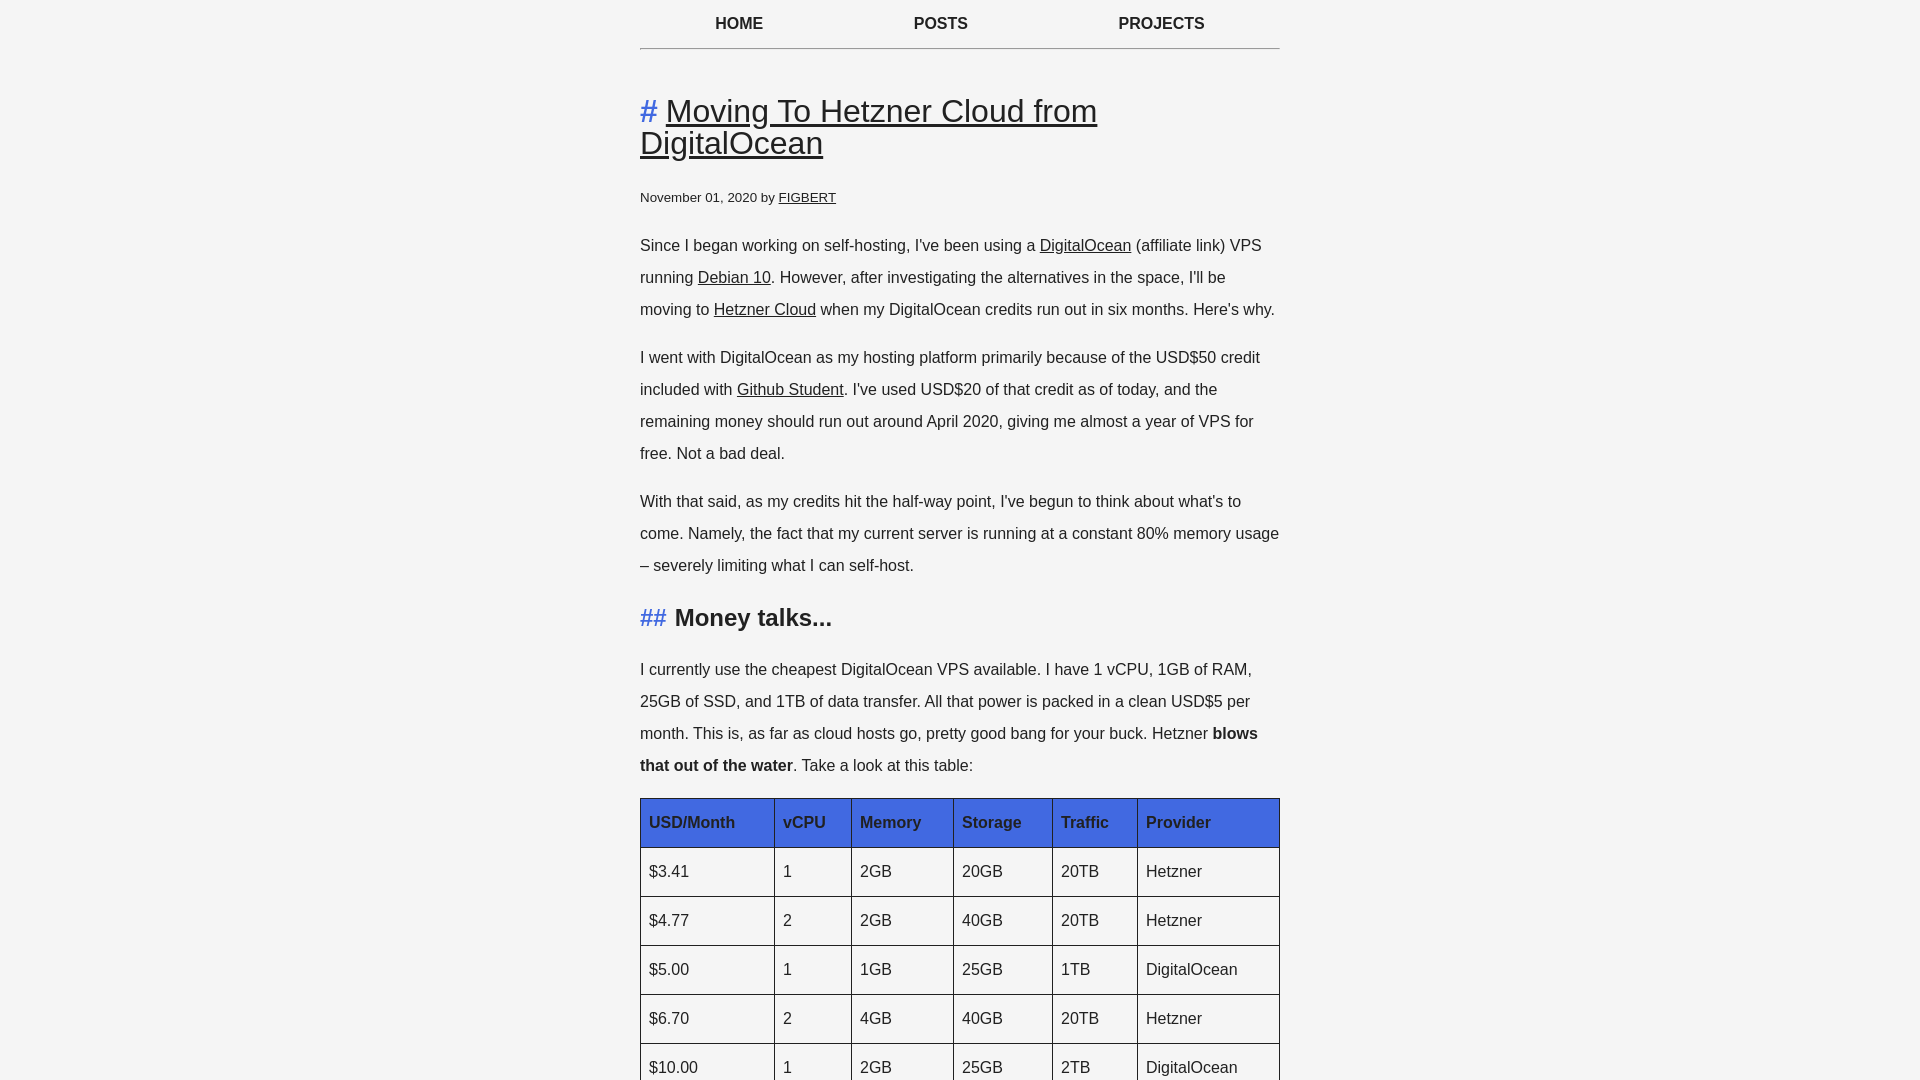 HOME POSTS PROJECTS
# Moving To Hetzner Cloud from
DigitalOcean
November 01, 2020 by FIGBERT
Since I began working on self-hosting, I've been using a DigitalOcean (affiliate link) VPS
running Debian 10. However, after investigating the alternatives in the space, I'll be
moving to Hetzner Cloud when my DigitalOcean credits run out in six months. Here's why.
I went with DigitalOcean as my hosting platform primarily because of the USD$50 credit
included with Github Student. I've used USD$20 of that credit as of today, and the
remaining money should run out around April 2020, giving me almost a year of VPS for
free. Not a bad deal.
With that said, as my credits hit the half-way point, I've begun to think about what's to
come. Namely, the fact that my current server is running at a constant 80% memory usage
– severely limiting what I can self-host.
## Money talks...
I currently use the cheapest DigitalOcean VPS available. I have 1 vCPU, 1GB of RAM,
25GB of SSD, and 1TB of data transfer. All that power is packed in a clean USD$5 per
month. This is, as far as cloud hosts go, pretty good bang for your buck. Hetzner blows
that out of the water. Take a look at this table:
USD/Month vCPU Memory Storage Traffic Provider
$3.41 1 2GB 20GB 20TB Hetzner
$4.77 2 2GB 40GB 20TB Hetzner
$5.00 1 1GB 25GB 1TB DigitalOcean
$6.70 2 4GB 40GB 20TB Hetzner
$10.00 1 2GB 25GB 2TB DigitalOcean